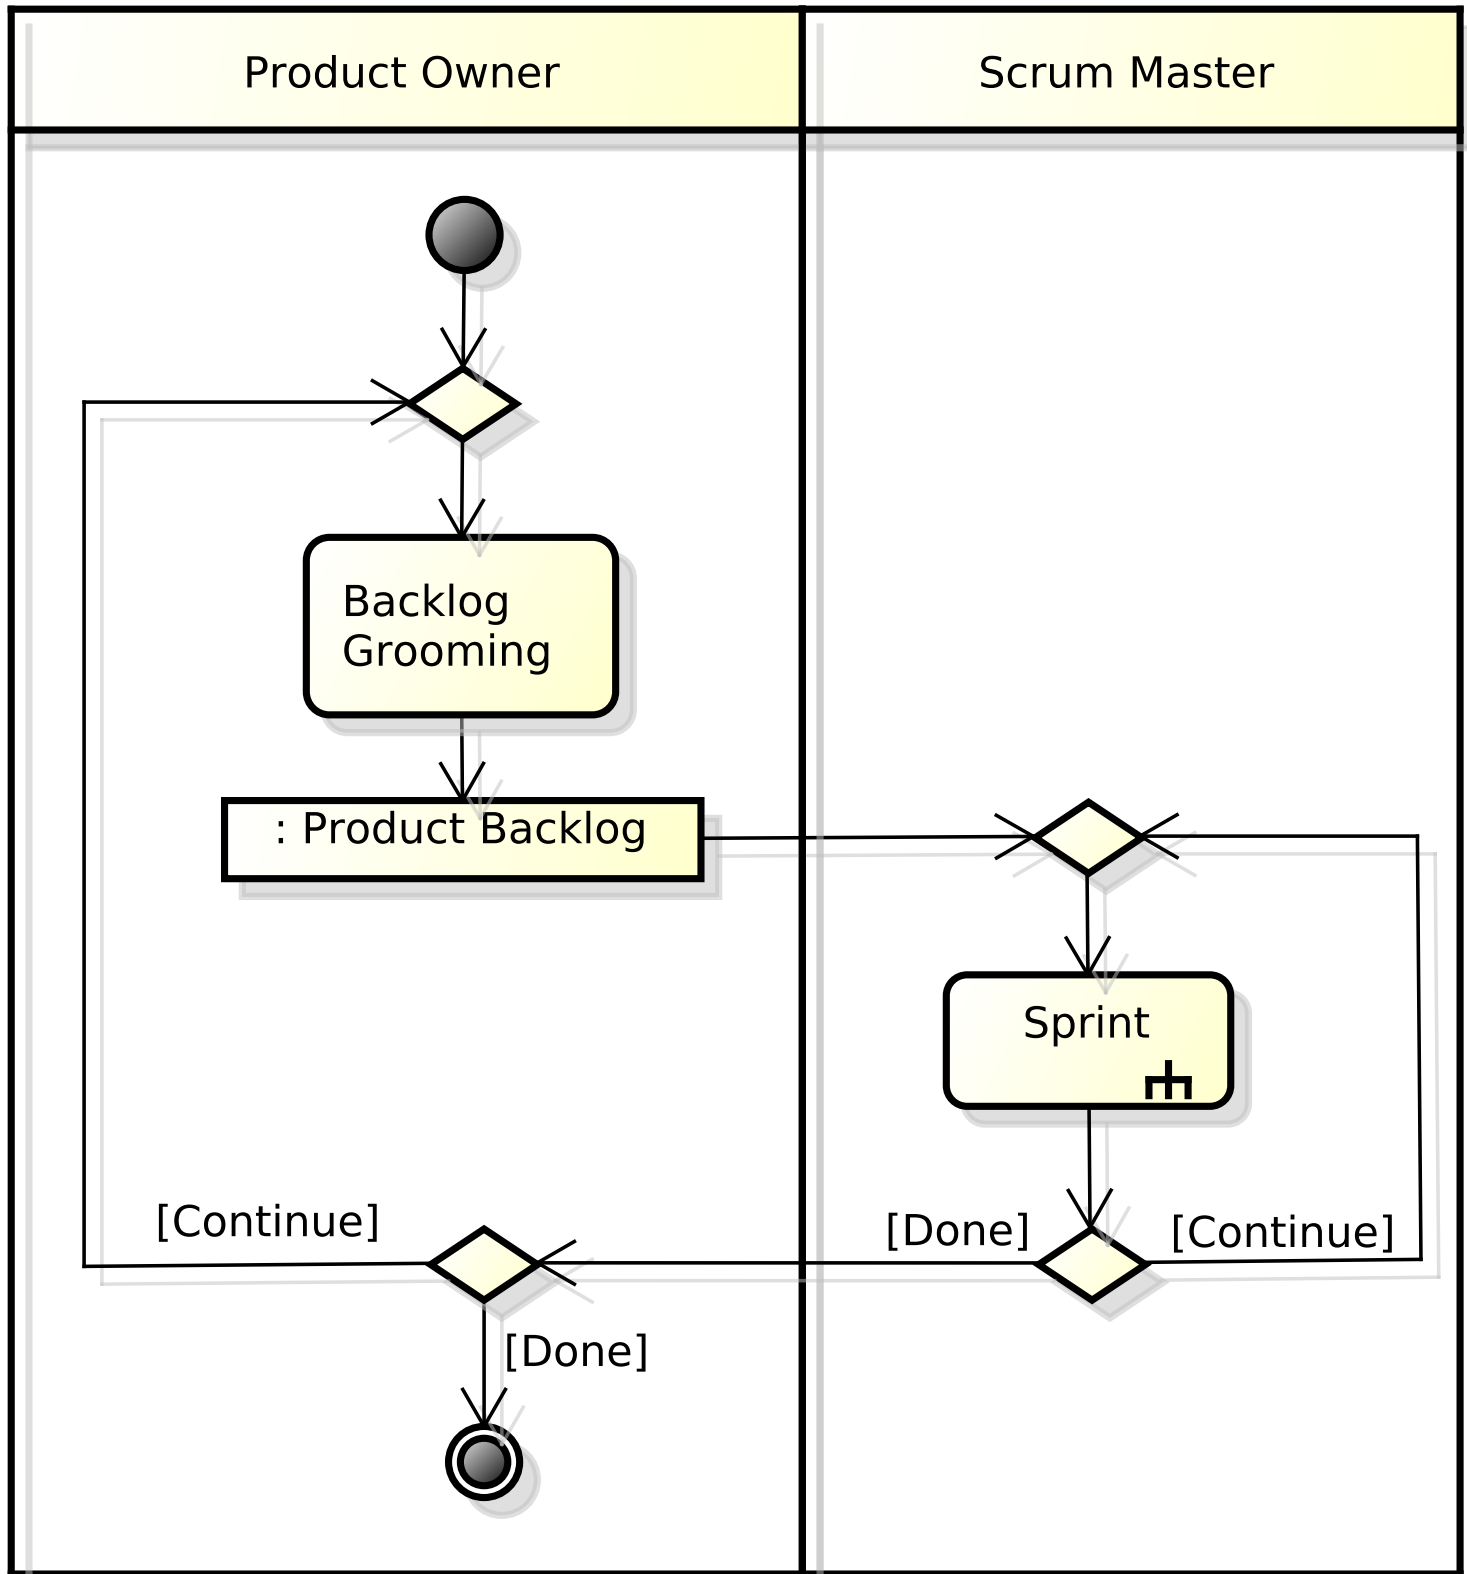 Product Owner
Scrum Master
Backlog
Grooming
: Product Backlog
Sprint
[Continue]
[Done]
[Continue]
[Done]